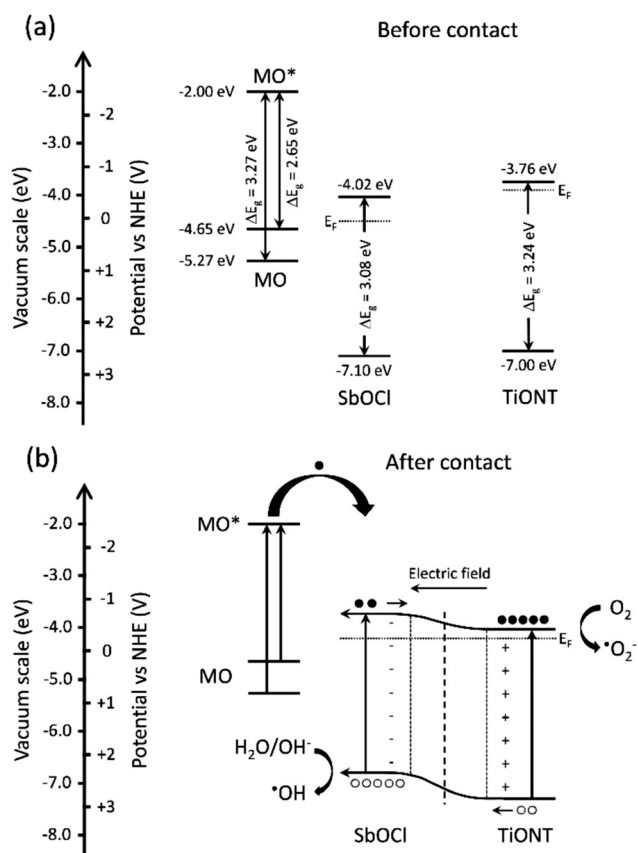 (a)
Before contact
Vacuum scale (eV)
-2.0
-3.0
-4.0
-5.0
-6.0
-7.0
-8.0
Potential vs NHE (V)
-2
-1
0
+1
+2
+3
MO*
-2.00 eV
ΔEg = 3.27 eV
ΔEg = 2.65 eV
-4.65 eV
-5.27 eV
MO
-4.02 eV
EF
ΔEg = 3.08 eV
-7.10 eV
SbOCl
-3.76 eV
EF
ΔEg = 3.24 eV
-7.00 eV
TiONT
(b)
After contact
Vacuum scale (eV)
-2.0
-3.0
-4.0
-5.0
-6.0
-7.0
-8.0
Potential vs NHE (V)
-2
-1
0
+1
+2
+3
MO*
MO
Electric field
O2
•O2-
EF
- - - - - - -
+ + + + + + +
H2O/OH-
•OH
SbOCl
TiONT